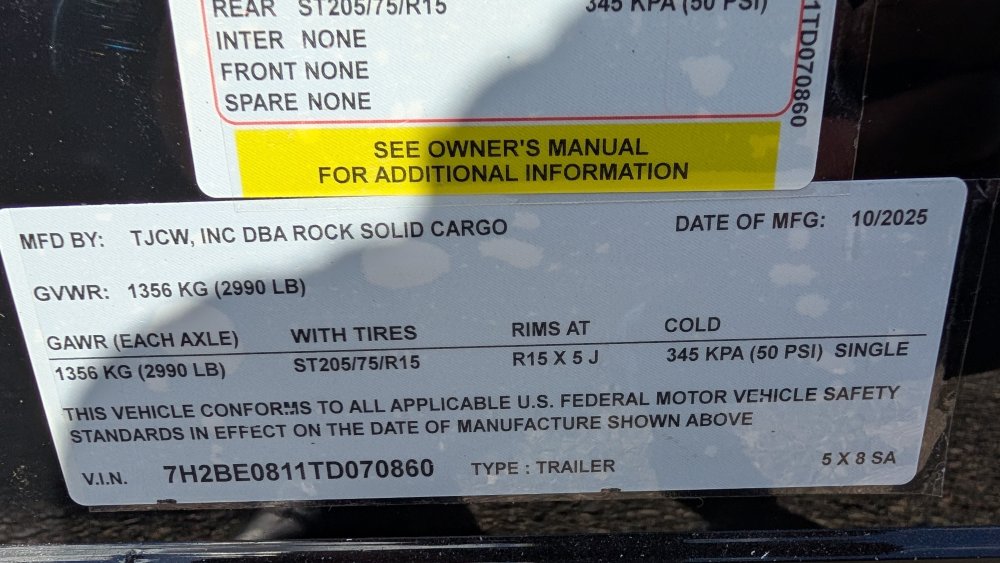 REAR ST205/75/R15 345 KPA (50 PSI)
INTER NONE
FRONT NONE
SPARE NONE
1TD070860
SEE OWNER'S MANUAL
FOR ADDITIONAL INFORMATION
MFD BY: TJCW, INC DBA ROCK SOLID CARGO DATE OF MFG: 10/2025
GVWR: 1356 KG (2990 LB)
GAWR (EACH AXLE) WITH TIRES RIMS AT COLD
1356 KG (2990 LB) ST205/75/R15 R15 X 5 J 345 KPA (50 PSI) SINGLE
THIS VEHICLE CONFORMS TO ALL APPLICABLE U.S. FEDERAL MOTOR VEHICLE SAFETY
STANDARDS IN EFFECT ON THE DATE OF MANUFACTURE SHOWN ABOVE
V.I.N. 7H2BE0811TD070860 TYPE : TRAILER 5 X 8 SA